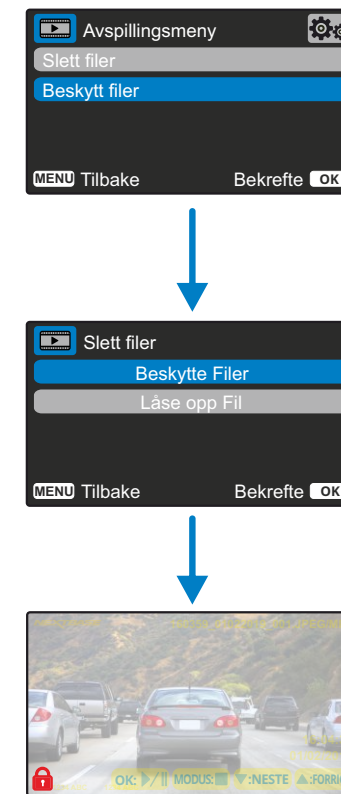 Avspillingsmeny
Slett filer
Beskytt filer
MENU Tilbake Bekrefte OK
Slett filer
Beskytte Filer
Låse opp Fil
MENU Tilbake Bekrefte OK
OK: MODUS: :NESTE